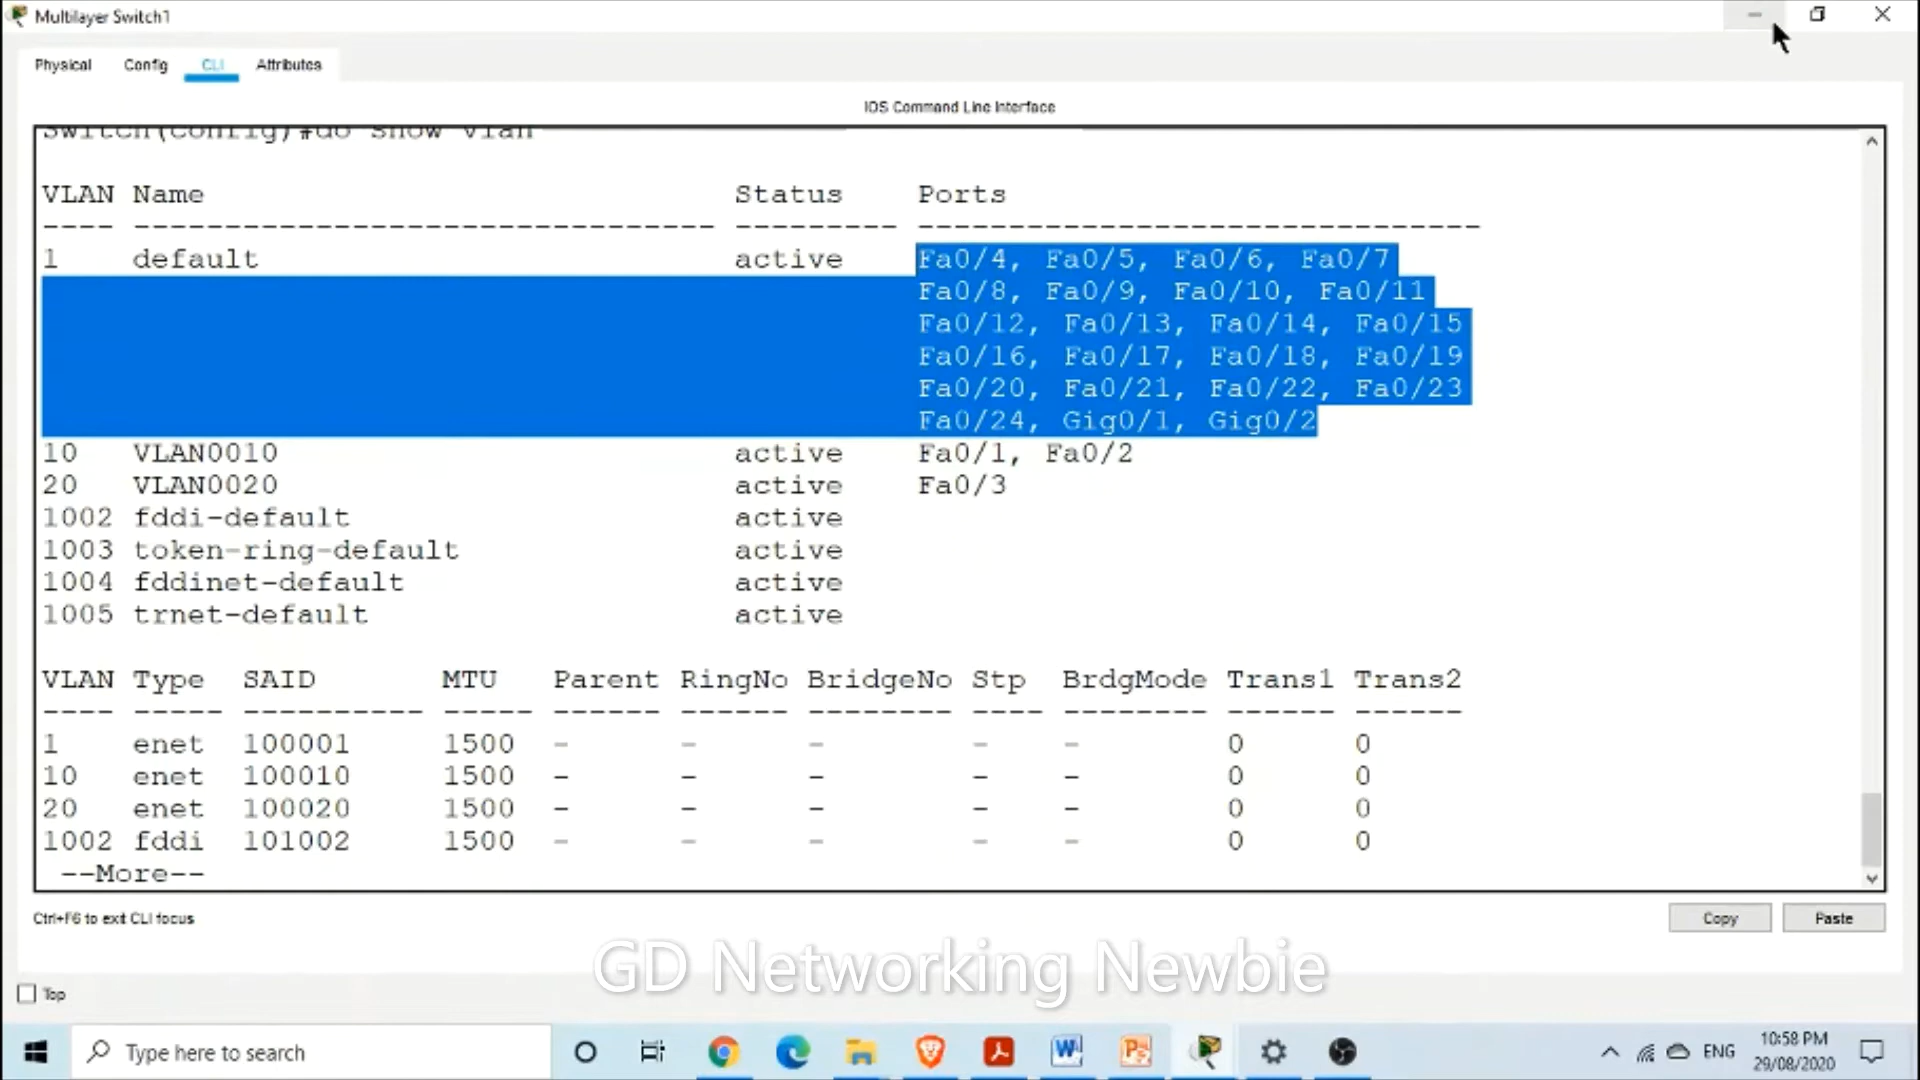 Multilayer Switch1
Physical Config CLI Attributes
IOS Command Line Interface
Switch(config)#do show vlan
VLAN Name Status Ports
---- -------------------------------- --------- -------------------------------
1 default active Fa0/4, Fa0/5, Fa0/6, Fa0/7
Fa0/8, Fa0/9, Fa0/10, Fa0/11
Fa0/12, Fa0/13, Fa0/14, Fa0/15
Fa0/16, Fa0/17, Fa0/18, Fa0/19
Fa0/20, Fa0/21, Fa0/22, Fa0/23
Fa0/24, Gig0/1, Gig0/2
10 VLAN0010 active Fa0/1, Fa0/2
20 VLAN0020 active Fa0/3
1002 fddi-default active
1003 token-ring-default active
1004 fddinet-default active
1005 trnet-default active
VLAN Type SAID MTU Parent RingNo BridgeNo Stp BrdgMode Trans1 Trans2
---- ----- ---------- ----- ------ ------ -------- ---- -------- ------ ------
1 enet 100001 1500 - - - - - 0 0
10 enet 100010 1500 - - - - - 0 0
20 enet 100020 1500 - - - - - 0 0
1002 fddi 101002 1500 - - - - - 0 0
--More--
Ctrl+F6 to exit CLI focus
Copy Paste
GD Networking Newbie
Top
Type here to search
ENG
10:58 PM
29/08/2020